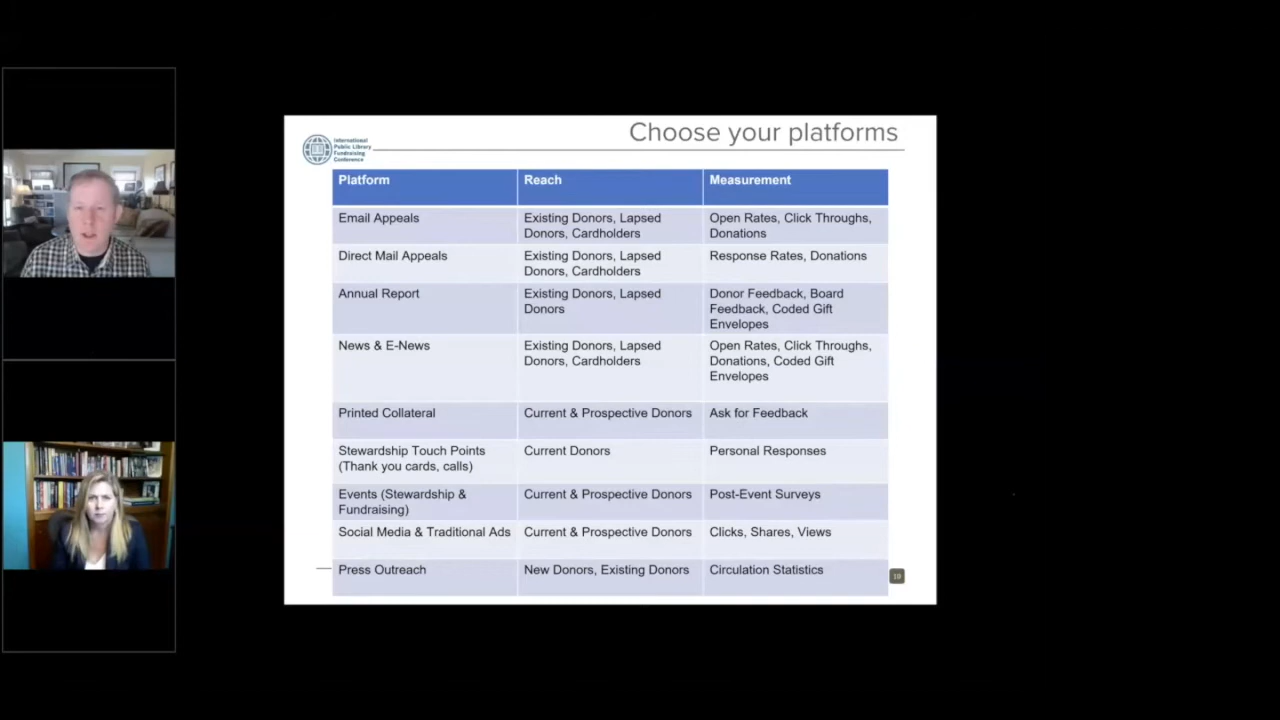 Choose your platforms
International
Public Library
Fundraising
Conference
Platform
Reach
Measurement
Email Appeals
Existing Donors, Lapsed
Donors, Cardholders
Open Rates, Click Throughs,
Donations
Direct Mail Appeals
Existing Donors, Lapsed
Donors, Cardholders
Response Rates, Donations
Annual Report
Existing Donors, Lapsed
Donors
Donor Feedback, Board
Feedback, Coded Gift
Envelopes
News & E-News
Existing Donors, Lapsed
Donors, Cardholders
Open Rates, Click Throughs,
Donations, Coded Gift
Envelopes
Printed Collateral
Current & Prospective Donors
Ask for Feedback
Stewardship Touch Points
(Thank you cards, calls)
Current Donors
Personal Responses
Events (Stewardship &
Fundraising)
Current & Prospective Donors
Post-Event Surveys
Social Media & Traditional Ads
Current & Prospective Donors
Clicks, Shares, Views
Press Outreach
New Donors, Existing Donors
Circulation Statistics